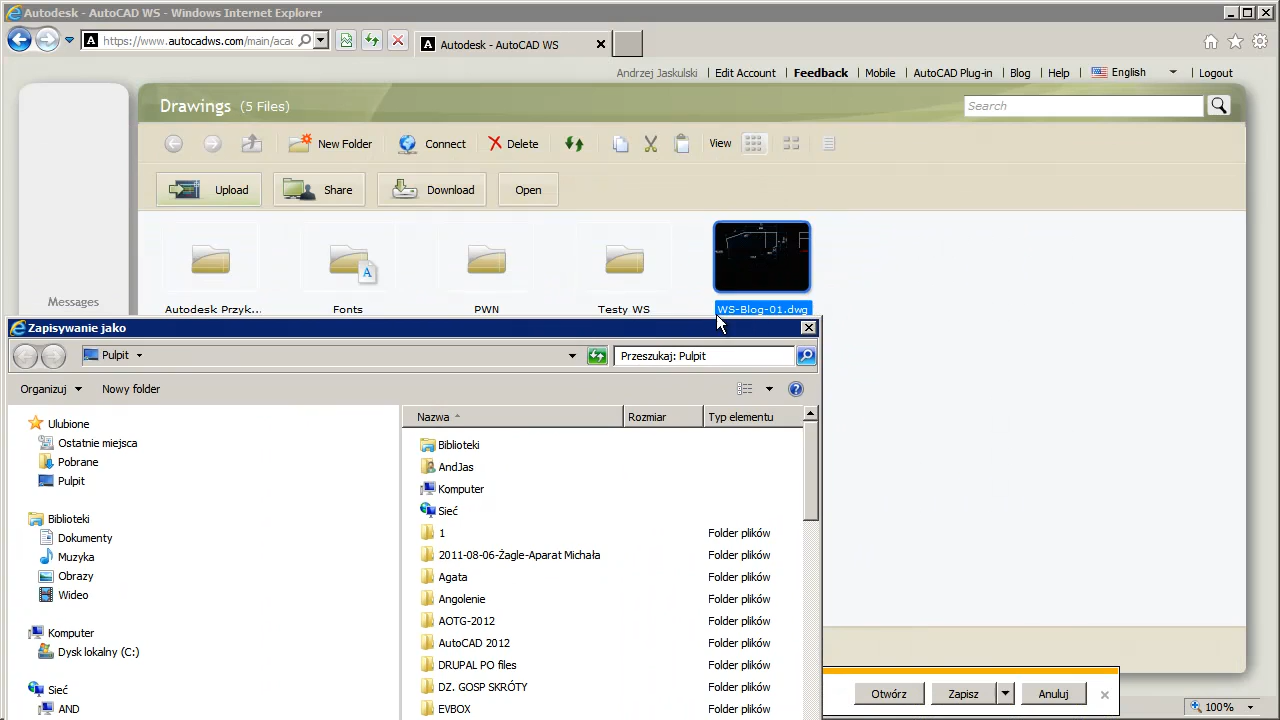 Autodesk - AutoCAD WS - Windows Internet Explorer
https://www.autocadws.com/main/acac
Autodesk - AutoCAD WS
Andrzej Jaskulski Edit Account Feedback Mobile AutoCAD Plug-in Blog Help English Logout
Drawings (5 Files)
Search
New Folder Connect Delete View
Upload Share Download Open
Autodesk Przyk... Fonts PWN Testy WS WS-Blog-01.dwg
Messages
Zapisywanie jako
Pulpit
Przeszukaj: Pulpit
Organizuj Nowy folder
Nazwa Rozmiar Typ elementu
Ulubione
Ostatnie miejsca
Pobrane
Pulpit
Biblioteki
Dokumenty
Muzyka
Obrazy
Wideo
Komputer
Dysk lokalny (C:)
Sieć
AND
Biblioteki
AndJas
Komputer
Sieć
1 Folder plików
2011-08-06-Żagle-Aparat Michała Folder plików
Agata Folder plików
Angolenie Folder plików
AOTG-2012 Folder plików
AutoCAD 2012 Folder plików
DRUPAL PO files Folder plików
DZ. GOSP SKRÓTY Folder plików
EVBOX Folder plików
Otwórz Zapisz Anuluj
100%